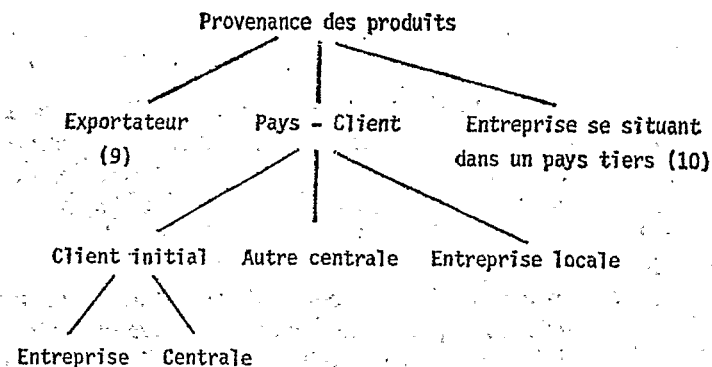 Provenance des produits
Exportateur Pays - Client Entreprise se situant
(9) dans un pays tiers (10)
Client initial Autre centrale Entreprise locale
Entreprise Centrale